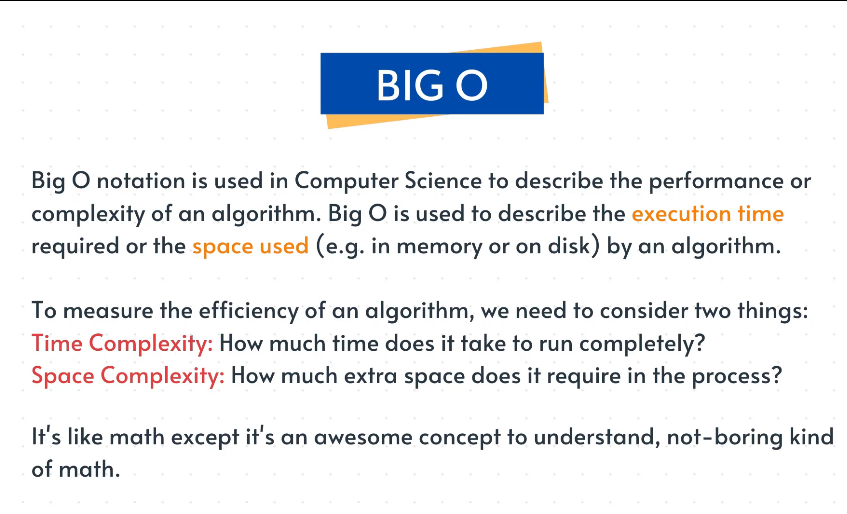 BIG O
Big O notation is used in Computer Science to describe the performance or
complexity of an algorithm. Big O is used to describe the execution time
required or the space used (e.g. in memory or on disk) by an algorithm.
To measure the efficiency of an algorithm, we need to consider two things:
Time Complexity: How much time does it take to run completely?
Space Complexity: How much extra space does it require in the process?
It's like math except it's an awesome concept to understand, not-boring kind
of math.